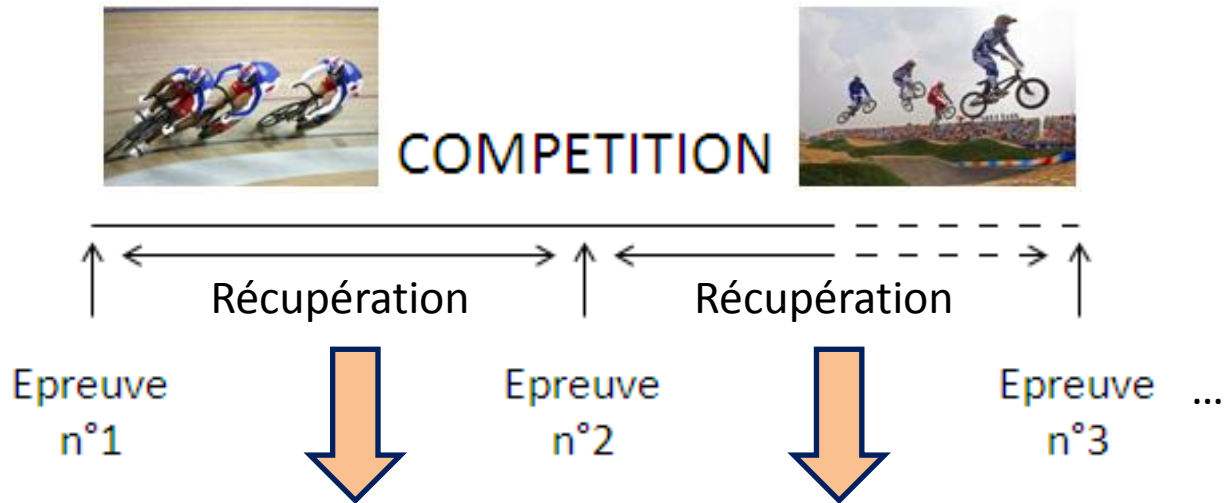 COMPETITION
Récupération
Récupération
Epreuve
n°1
Epreuve
n°2
Epreuve
n°3
...